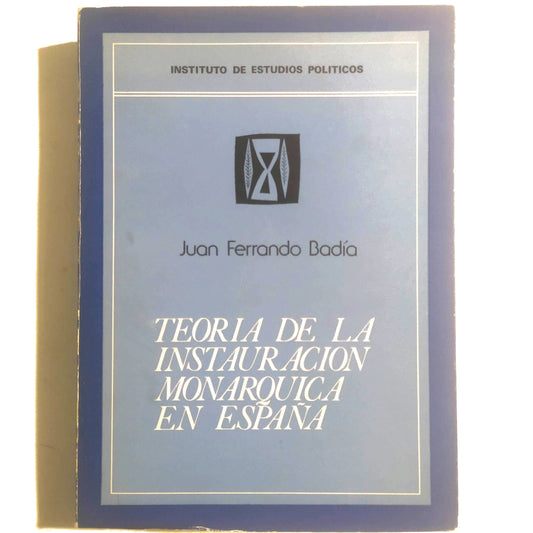 INSTITUTO DE ESTUDIOS POLITICOS
Juan Ferrando Badía
TEORIA DE LA
INSTAURACION
MONARQUICA
EN ESPAÑA